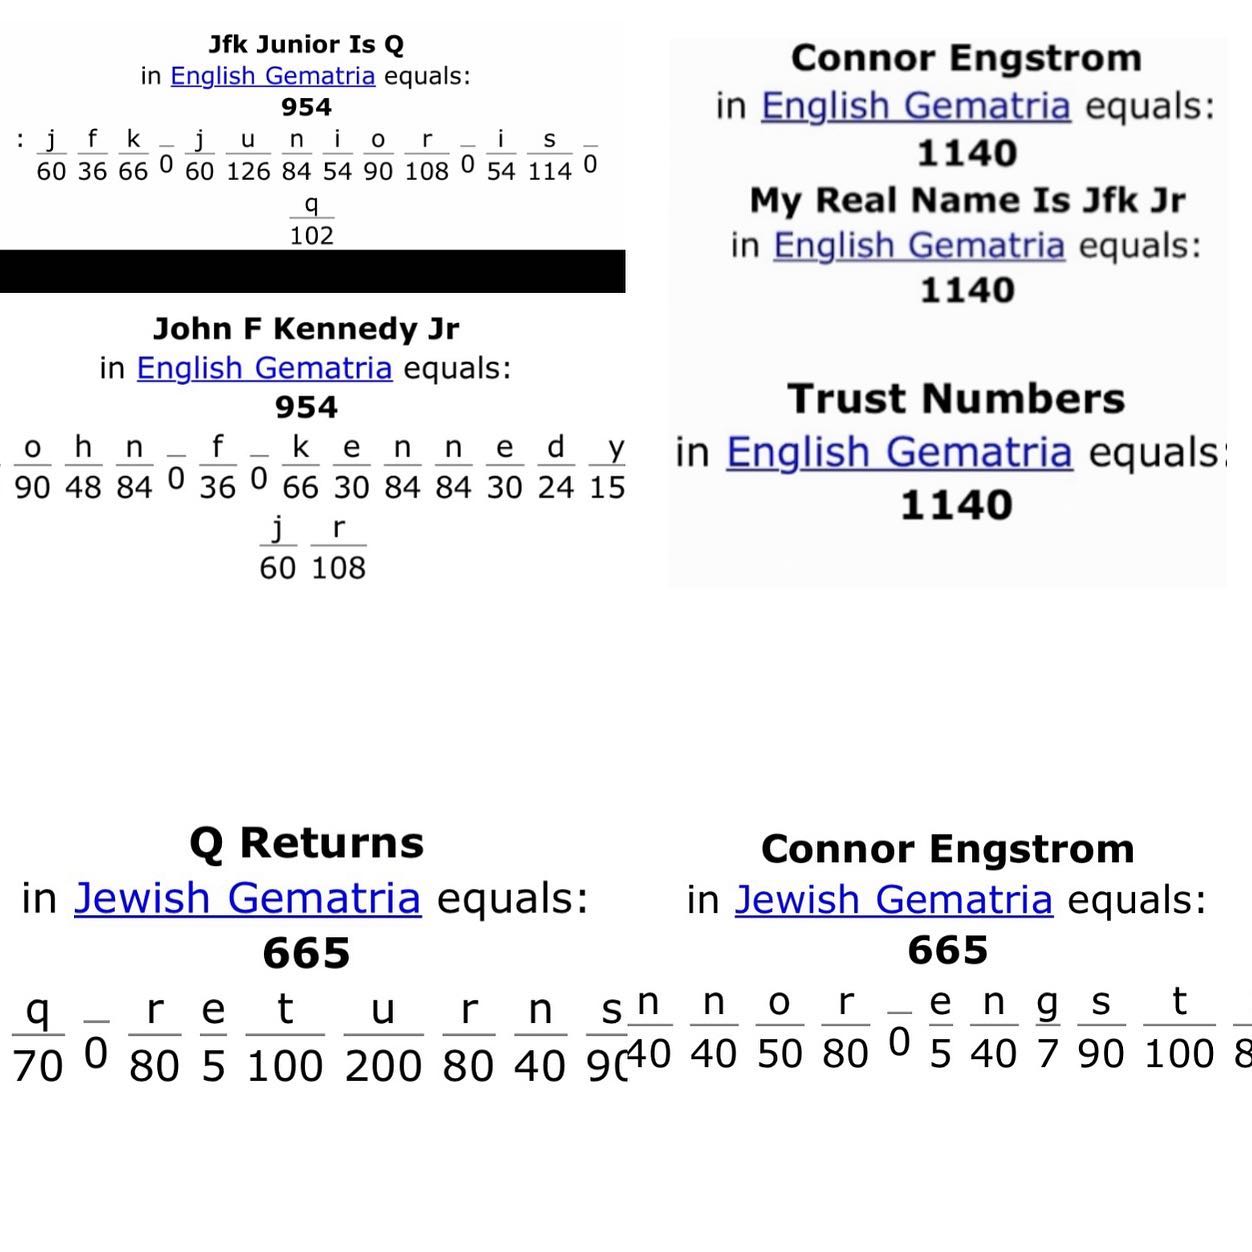 Jfk Junior Is Q
in English Gematria equals:
954
: j f k _ j u n i o r _ i s _
60 36 66 0 60 126 84 54 90 108 0 54 114 0
q
102
John F Kennedy Jr
in English Gematria equals:
954
o h n _ f _ k e n n e d y
90 48 84 0 36 0 66 30 84 84 30 24 15
j r
60 108
Connor Engstrom
in English Gematria equals:
1140
My Real Name Is Jfk Jr
in English Gematria equals:
1140
Trust Numbers
in English Gematria equals:
1140
Q Returns
in Jewish Gematria equals:
665
q _ r e t u r n s
70 0 80 5 100 200 80 40 90
Connor Engstrom
in Jewish Gematria equals:
665
n n o r _ e n g s t
40 40 50 80 0 5 40 7 90 100 8